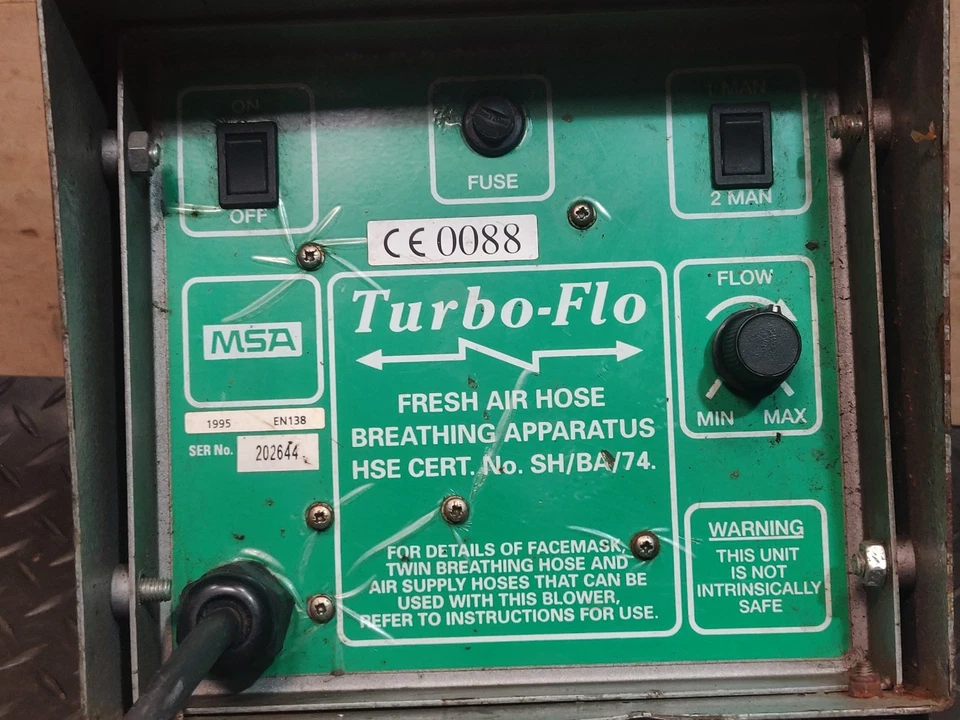 ON
OFF
FUSE
1 MAN
2 MAN
CE 0088
MSA
1995 EN138
SER No. 202644
Turbo-Flo
FRESH AIR HOSE
BREATHING APPARATUS
HSE CERT. No. SH/BA/74.
FOR DETAILS OF FACEMASK,
TWIN BREATHING HOSE AND
AIR SUPPLY HOSES THAT CAN BE
USED WITH THIS BLOWER,
REFER TO INSTRUCTIONS FOR USE.
FLOW
MIN MAX
WARNING
THIS UNIT
IS NOT
INTRINSICALLY
SAFE